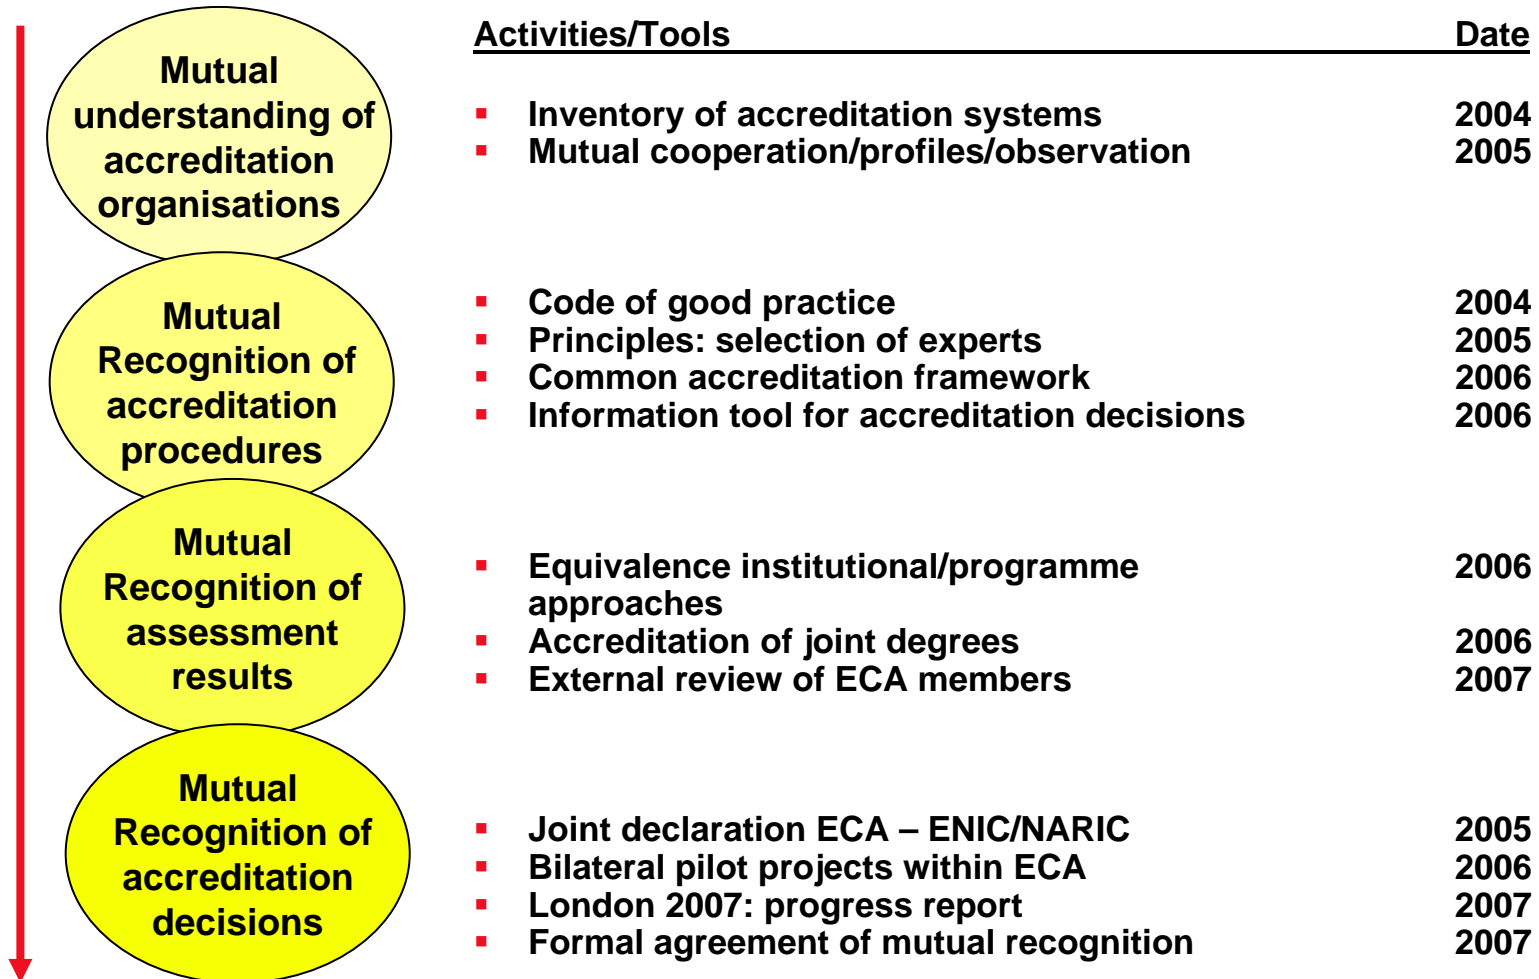 Activities/Tools Date
Mutual
understanding of
accreditation
organisations
▪ Inventory of accreditation systems 2004
▪ Mutual cooperation/profiles/observation 2005
Mutual
Recognition of
accreditation
procedures
▪ Code of good practice 2004
▪ Principles: selection of experts 2005
▪ Common accreditation framework 2006
▪ Information tool for accreditation decisions 2006
Mutual
Recognition of
assessment
results
▪ Equivalence institutional/programme 2006
approaches
▪ Accreditation of joint degrees 2006
▪ External review of ECA members 2007
Mutual
Recognition of
accreditation
decisions
▪ Joint declaration ECA – ENIC/NARIC 2005
▪ Bilateral pilot projects within ECA 2006
▪ London 2007: progress report 2007
▪ Formal agreement of mutual recognition 2007